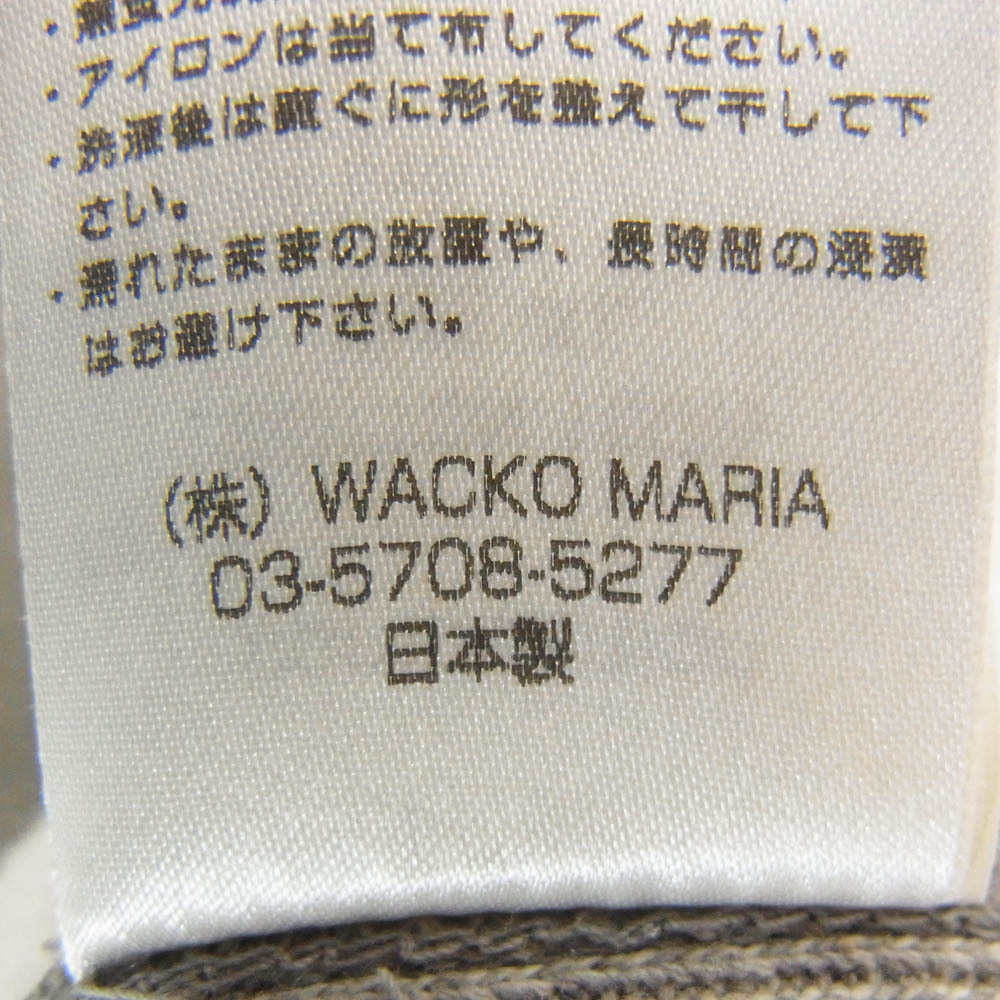 ・アイロンは当て布してください。
・洗濯後は直ぐに形を整えて干して下
さい。
・濡れたままの放置や、長時間の浸漬
はお避け下さい。
(株) WACKO MARIA
03-5708-5277
日本製